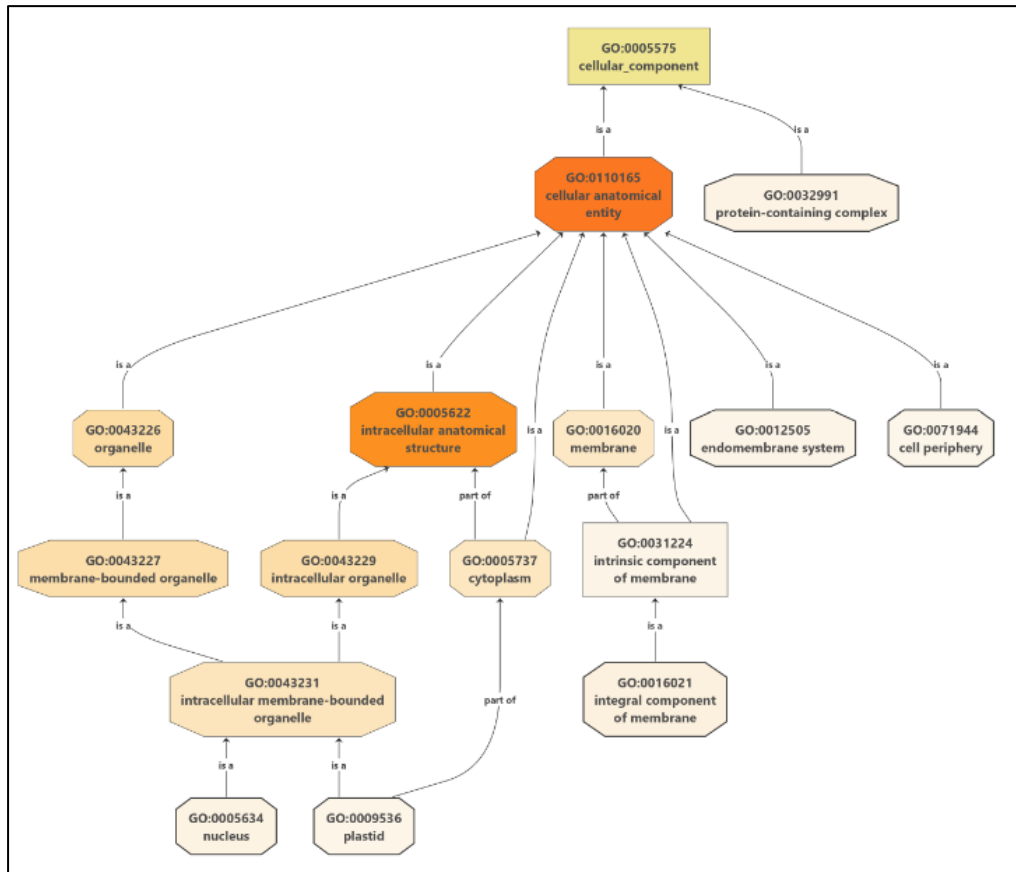 GO:0005575
cellular_component
is a
is a
GO:0110165
cellular anatomical
entity
GO:0032991
protein-containing complex
is a
is a
is a
is a
is a
GO:0043226
organelle
GO:0005622
intracellular anatomical
structure
is a
GO:0016020
membrane
GO:0012505
endomembrane system
GO:0071944
cell periphery
is a
is a
part of
part of
GO:0043227
membrane-bounded organelle
GO:0043229
intracellular organelle
GO:0005737
cytoplasm
GO:0031224
intrinsic component
of membrane
is a
is a
is a
GO:0043231
intracellular membrane-bounded
organelle
part of
GO:0016021
integral component
of membrane
is a
is a
GO:0005634
nucleus
GO:0009536
plastid